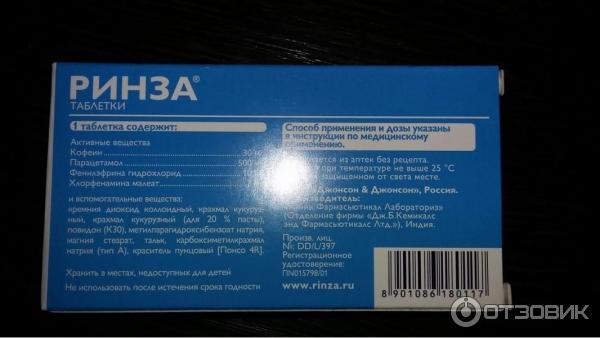 РИНЗА®
ТАБЛЕТКИ
1 таблетка содержит:
Активные вещества
Кофеин 30
Парацетамол 500
Фенилэфрина гидрохлорид
Хлорфенамина малеат
и вспомогательные вещества:
кремния диоксид коллоидный, крахмал кукуруз-
ный, крахмал кукурузный (для 20 % пасты),
повидон (К30), метилпарагидроксибензоат натрия,
магния стеарат, тальк, карбоксиметилкрахмал
натрия (тип А), краситель пунцовый [Понсо 4R].
Хранить в местах, недоступных для детей
Не использовать после истечения срока годности
Способ применения и дозы указаны
в инструкции по медицинскому
применению.
из аптек без рецепта.
при температуре не выше 25 °C
защищенном от света месте.
Джонсон & Джонсон», Россия.
Фармасьютикал Лабораториз»
(Отделение фирмы «Дж.Б.Кемикалс
энд Фармасьютикалс Лтд.»), Индия.
Произв. лиц.
№: DD/L/397
Регистрационное
удостоверение:
П№015798/01
www.rinza.ru
8 901086 180117
ОТЗОВИК